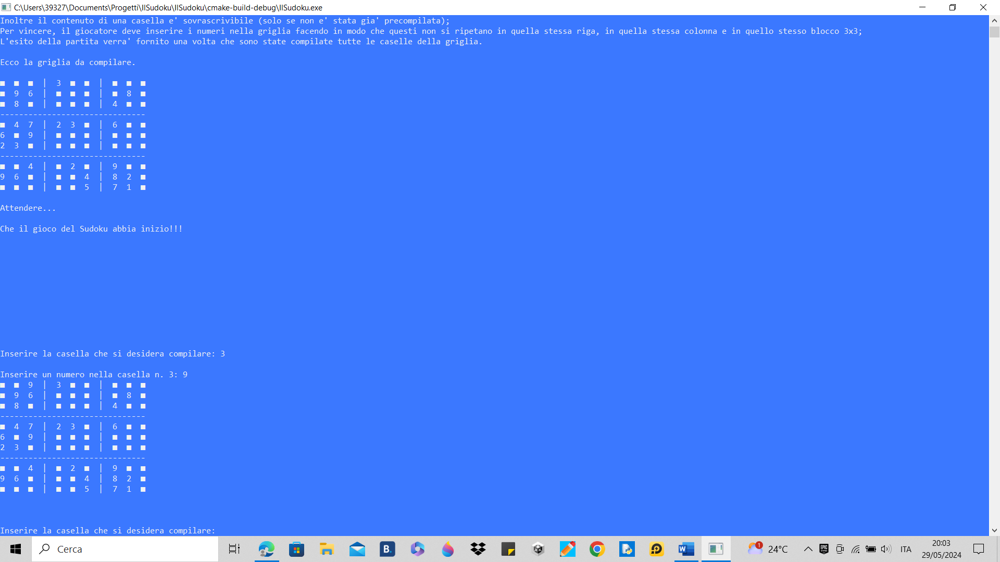 C:\Users\39327\Documents\Progetti\IlSudoku\IlSudoku\cmake-build-debug\IlSudoku.exe
Inoltre il contenuto di una casella e' sovrascrivibile (solo se non e' stata gia' precompilata);
Per vincere, il giocatore deve inserire i numeri nella griglia facendo in modo che questi non si ripetano in quella stessa riga, in quella stessa colonna e in quello stesso blocco 3x3;
L'esito della partita verra' fornito una volta che sono state compilate tutte le caselle della griglia.
Ecco la griglia da compilare.
■ ■ ■ | 3 ■ ■ | ■ ■ ■
■ 9 6 | ■ ■ ■ | ■ 8 ■
■ 8 ■ | ■ ■ ■ | 4 ■ ■
-------------------------------
■ 4 7 | 2 3 ■ | 6 ■ ■
6 ■ 9 | ■ ■ ■ | ■ ■ ■
2 3 ■ | ■ ■ ■ | ■ ■ ■
-------------------------------
■ ■ 4 | ■ 2 ■ | 9 ■ ■
9 6 ■ | ■ ■ 4 | 8 2 ■
■ ■ ■ | ■ ■ 5 | 7 1 ■
Attendere...
Che il gioco del Sudoku abbia inizio!!!
Inserire la casella che si desidera compilare: 3
Inserire un numero nella casella n. 3: 9
■ ■ 9 | 3 ■ ■ | ■ ■ ■
■ 9 6 | ■ ■ ■ | ■ 8 ■
■ 8 ■ | ■ ■ ■ | 4 ■ ■
-------------------------------
■ 4 7 | 2 3 ■ | 6 ■ ■
6 ■ 9 | ■ ■ ■ | ■ ■ ■
2 3 ■ | ■ ■ ■ | ■ ■ ■
-------------------------------
■ ■ 4 | ■ 2 ■ | 9 ■ ■
9 6 ■ | ■ ■ 4 | 8 2 ■
■ ■ ■ | ■ ■ 5 | 7 1 ■
Inserire la casella che si desidera compilare:
Cerca
B.
W
1
24°C
EPIC GAMES
ITA
20:03
29/05/2024